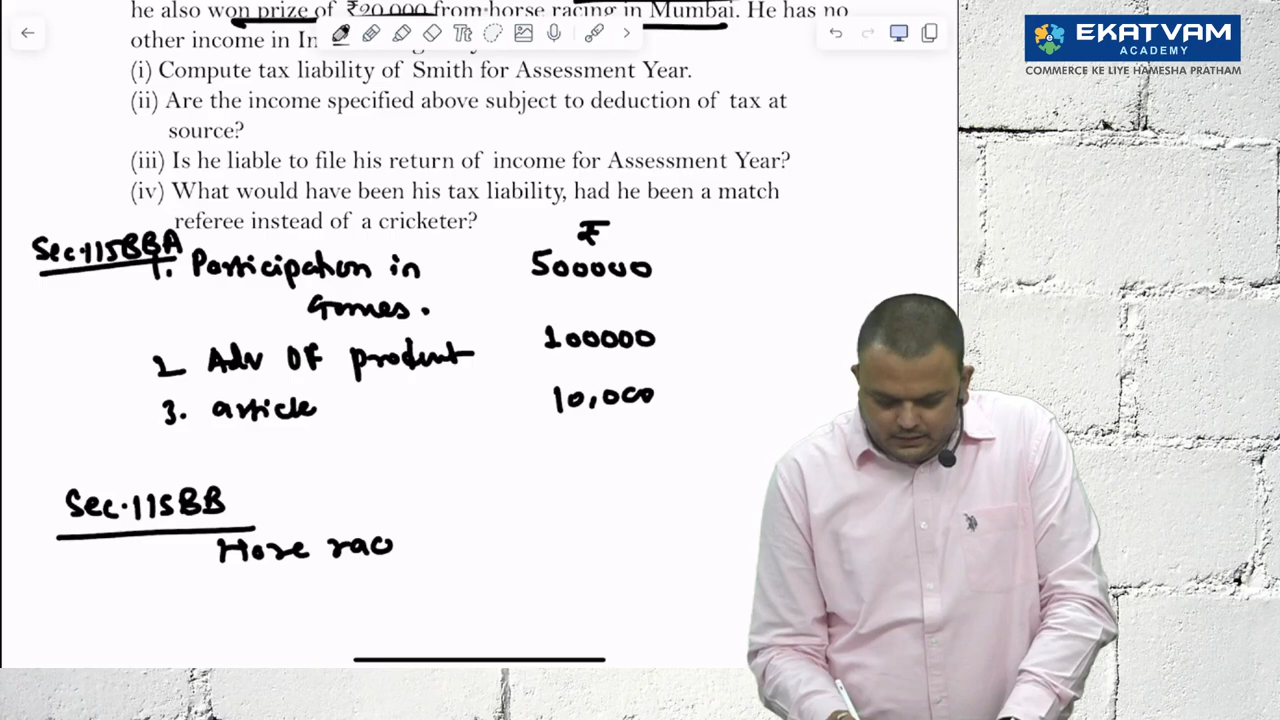 he also won prize of ₹20,000 from horse racing in Mumbai. He has no
other income in In
(i) Compute tax liability of Smith for Assessment Year.
(ii) Are the income specified above subject to deduction of tax at
source?
(iii) Is he liable to file his return of income for Assessment Year?
(iv) What would have been his tax liability, had he been a match
referee instead of a cricketer?
Sec.115BBA
₹
1. Participation in Games. 500000
2 Adv OF product 100000
3. article 10,000
Sec.115BB
Horse rac
EKATVAM
ACADEMY
COMMERCE KE LIYE HAMESHA PRATHAM